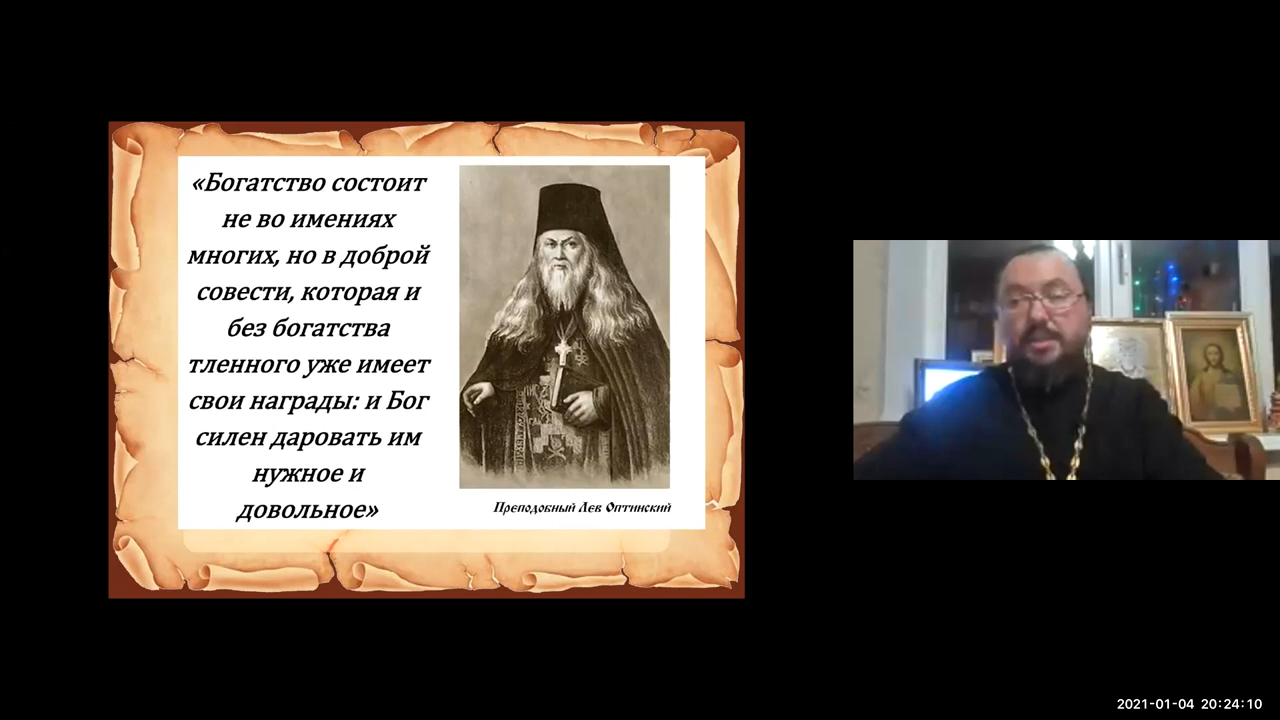 «Богатство состоит
не во имениях
многих, но в доброй
совести, которая и
без богатства
тленного уже имеет
свои награды: и Бог
силен даровать им
нужное и
довольное»
Преподобный Лев Оптинский
2021-01-04 20:24:10